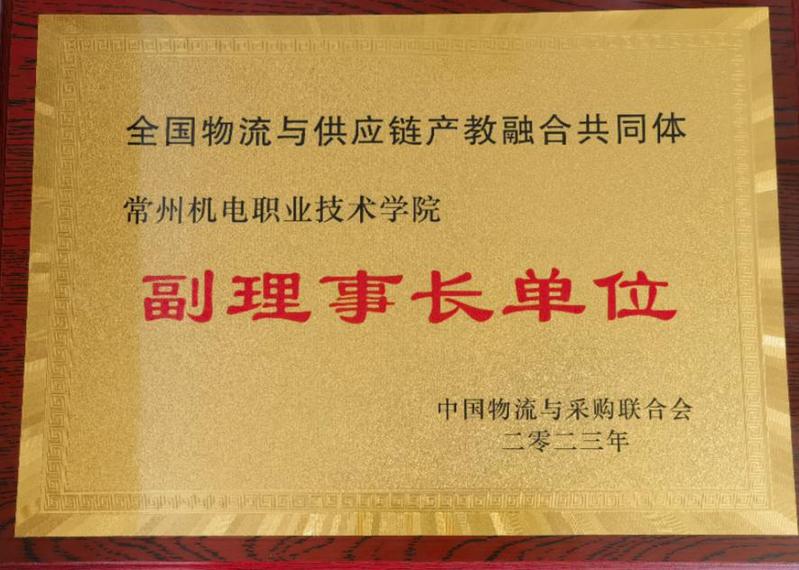 全国物流与供应链产教融合共同体
常州机电职业技术学院
副理事长单位
中国物流与采购联合会
二零二三年